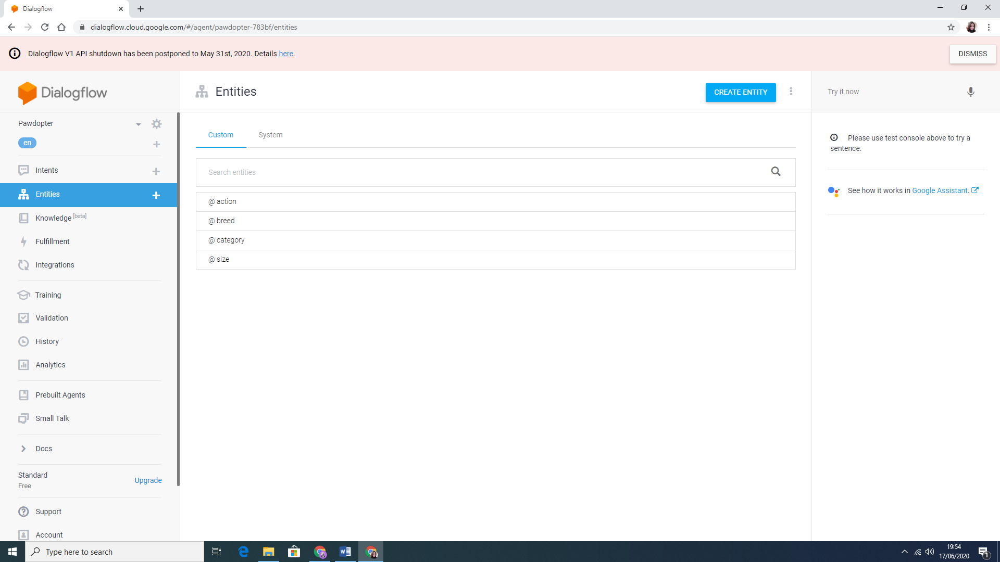 Dialogflow
dialogflow.cloud.google.com/#/agent/pawdopter-783bf/entities
Dialogflow V1 API shutdown has been postponed to May 31st, 2020. Details here.
DISMISS
Dialogflow
Entities
CREATE ENTITY
Try it now
Pawdopter
en
Custom
System
Please use test console above to try a
sentence.
Search entities
Intents
Entities
See how it works in Google Assistant.
@ action
@ breed
@ category
@ size
Knowledge [beta]
Fulfillment
Integrations
Training
Validation
History
Analytics
Prebuilt Agents
Small Talk
Docs
Standard
Free
Upgrade
Support
Account
Type here to search
19:54
17/06/2020
1